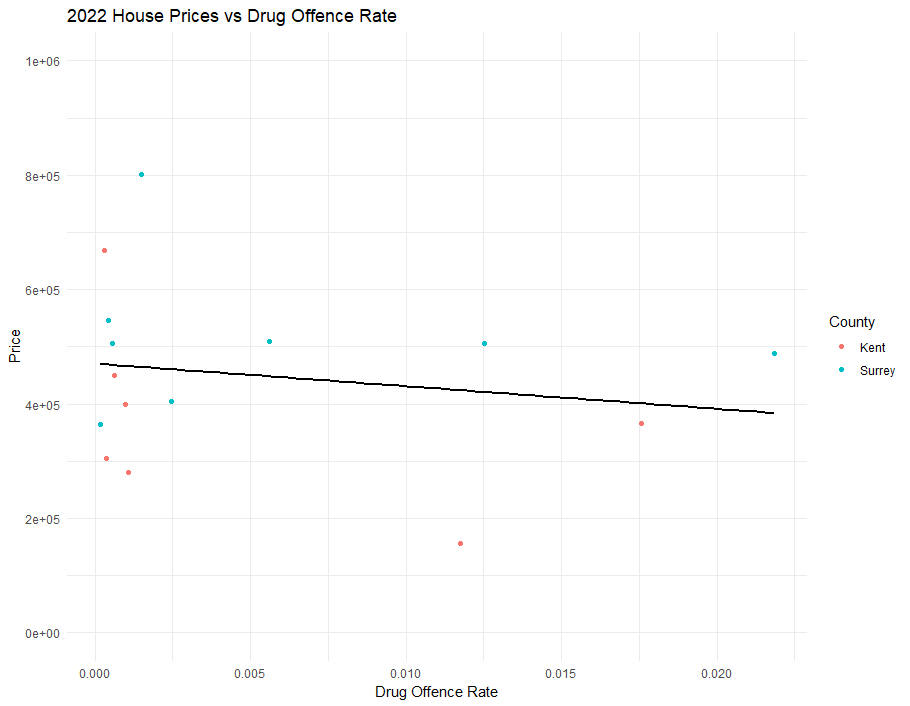 2022 House Prices vs Drug Offence Rate
1e+06
8e+05
6e+05
4e+05
2e+05
0e+00
Price
0.000 0.005 0.010 0.015 0.020
Drug Offence Rate
County
Kent
Surrey